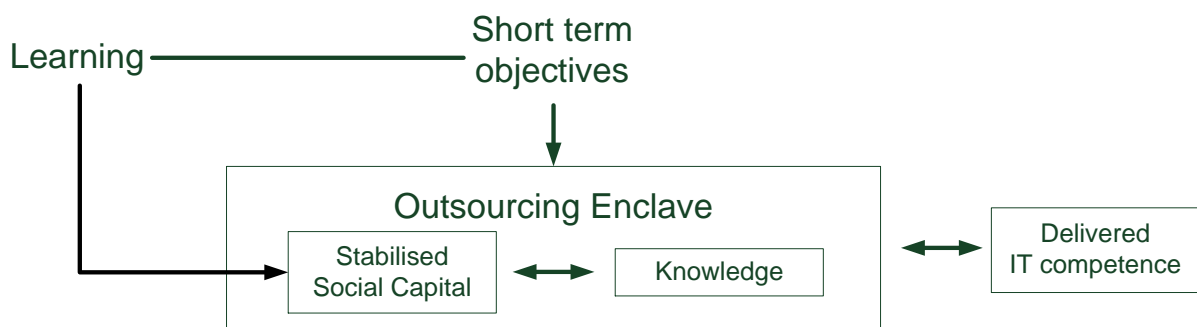 Learning
Short term
objectives
Outsourcing Enclave
Stabilised
Social Capital
Knowledge
Delivered
IT competence